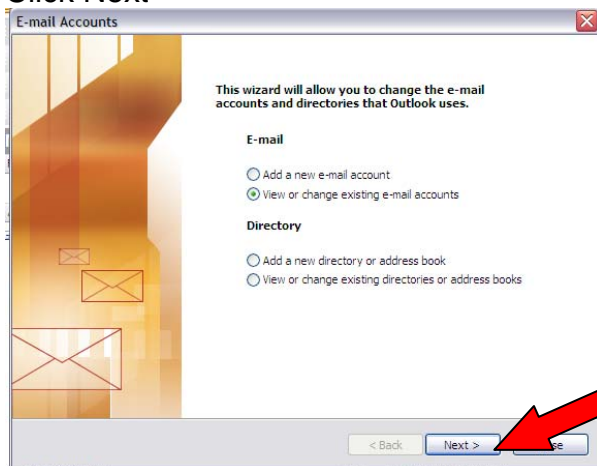 Click Next
E-mail Accounts
This wizard will allow you to change the e-mail
accounts and directories that Outlook uses.
E-mail
Add a new e-mail account
View or change existing e-mail accounts
Directory
Add a new directory or address book
View or change existing directories or address books
< Back Next >